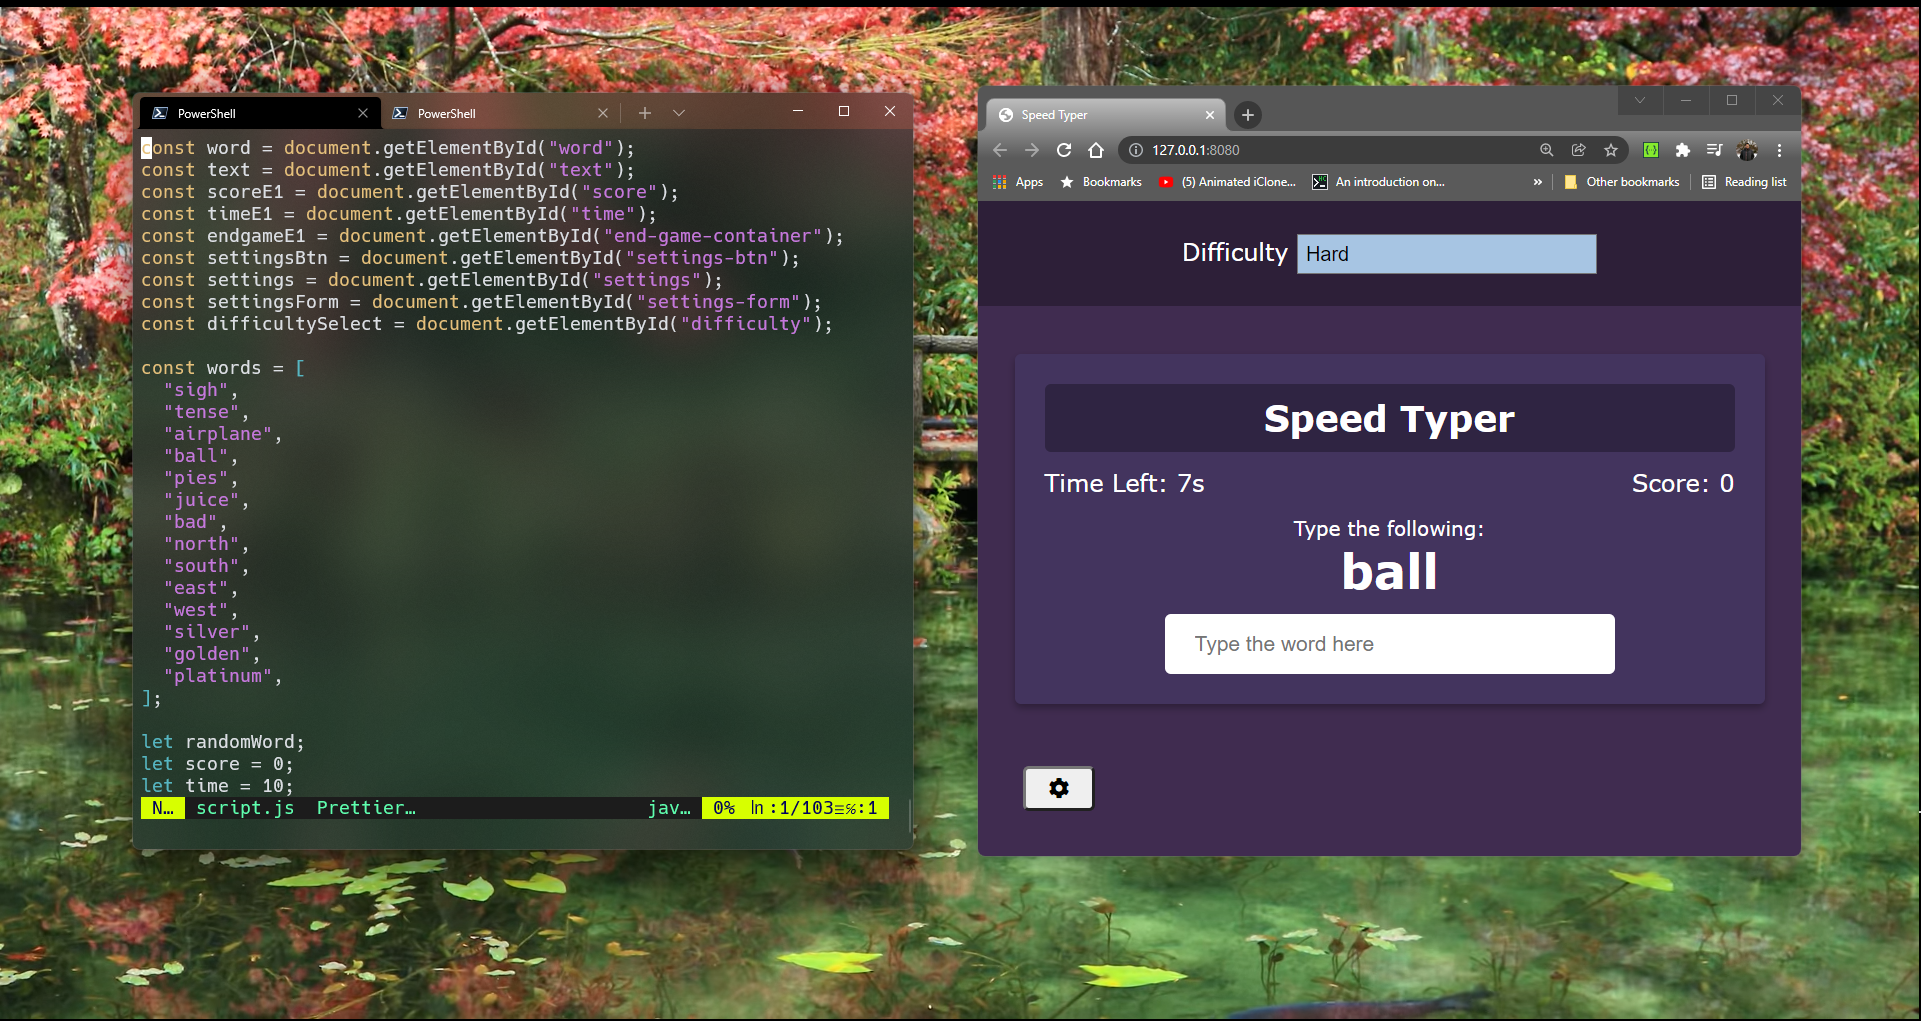 PowerShell
PowerShell
const word = document.getElementById("word");
const text = document.getElementById("text");
const scoreE1 = document.getElementById("score");
const timeE1 = document.getElementById("time");
const endgameE1 = document.getElementById("end-game-container");
const settingsBtn = document.getElementById("settings-btn");
const settings = document.getElementById("settings");
const settingsForm = document.getElementById("settings-form");
const difficultySelect = document.getElementById("difficulty");
const words = [
"sigh",
"tense",
"airplane",
"ball",
"pies",
"juice",
"bad",
"north",
"south",
"east",
"west",
"silver",
"golden",
"platinum",
];
let randomWord;
let score = 0;
let time = 10;
N… script.js Prettier… jav… 0% ㏑:1/103≡℅:1
Speed Typer
127.0.0.1:8080
Apps Bookmarks (5) Animated iClone... An introduction on... » Other bookmarks Reading list
Difficulty Hard
Speed Typer
Time Left: 7s Score: 0
Type the following:
ball
Type the word here